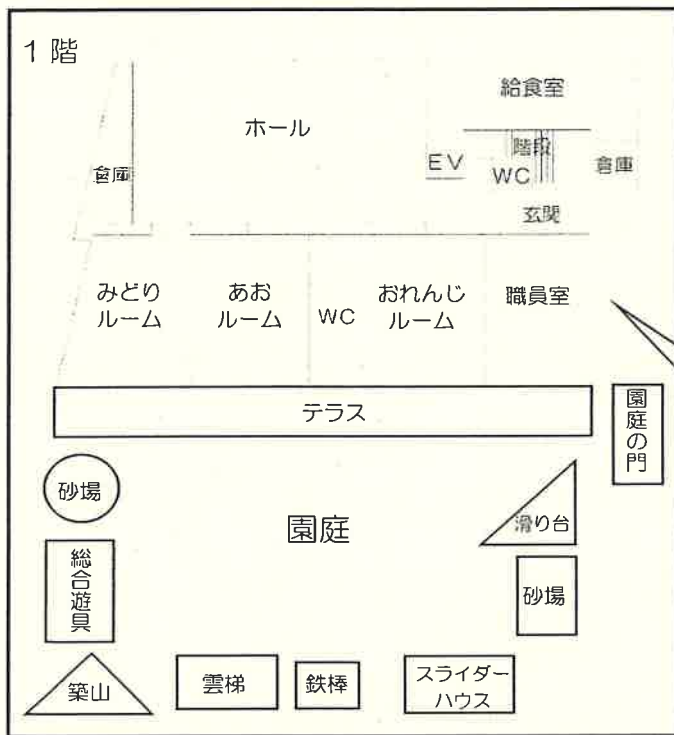 1階
給食室
ホール
階段
EV
WC
倉庫
倉庫
玄関
みどり
ルーム
あお
ルーム
WC
おれんじ
ルーム
職員室
テラス
園庭の門
砂場
園庭
滑り台
総合遊具
砂場
築山
雲梯
鉄棒
スライダー
ハウス